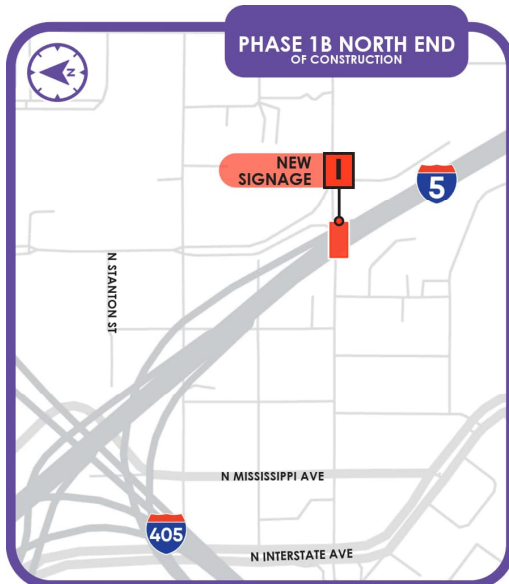 PHASE 1B NORTH END
OF CONSTRUCTION
N
NEW
SIGNAGE
I
5
N STANTON ST
N MISSISSIPPI AVE
405
N INTERSTATE AVE